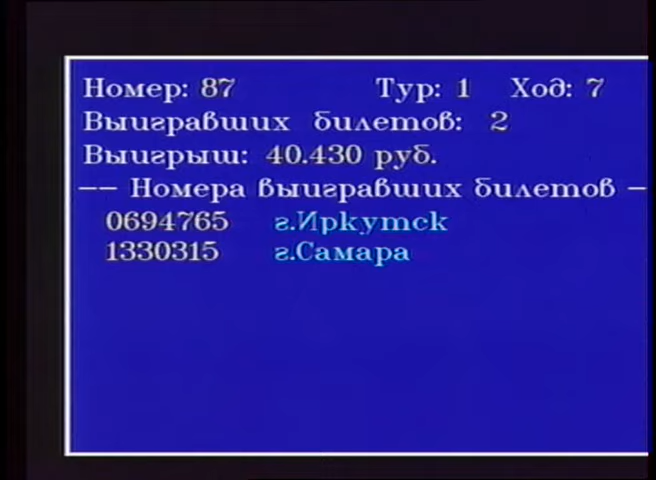 Номер: 87 Тур: 1 Ход: 7
Выигравших билетов: 2
Выигрыш: 40.430 руб.
-- Номера выигравших билетов -
0694765 г.Иркутск
1330315 г.Самара